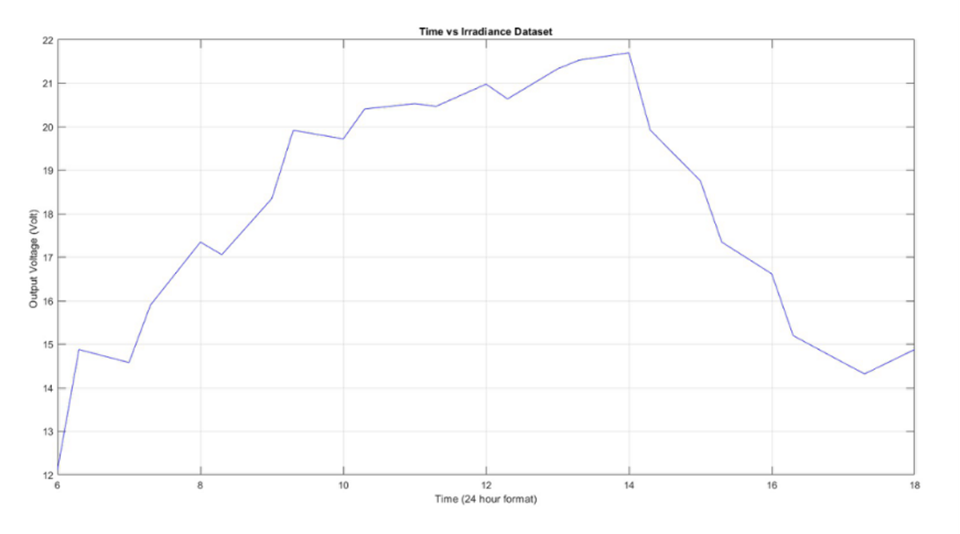 Time vs Irradiance Dataset
22
21
20
19
18
17
16
15
14
13
12
Output Voltage (Volt)
6 8 10 12 14 16 18
Time (24 hour format)